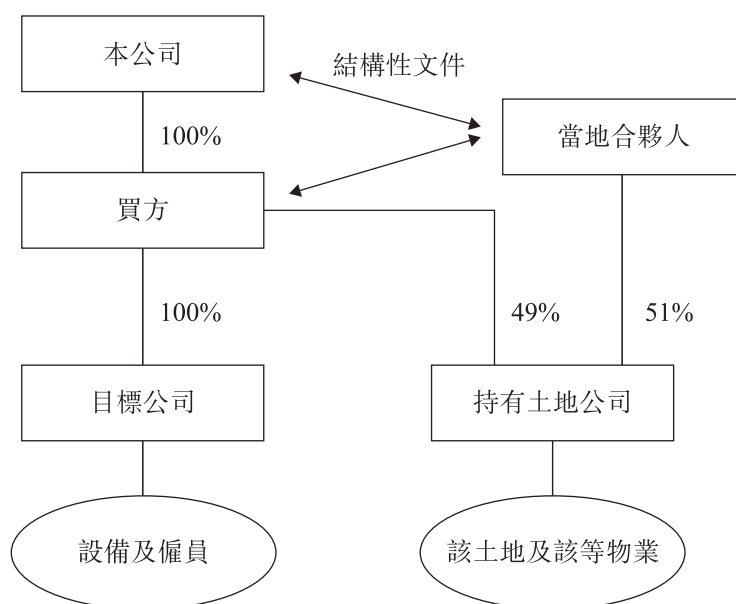 本公司
結構性文件
當地合夥人
100%
買方
100%
49%
51%
目標公司
持有土地公司
設備及僱員
該土地及該等物業